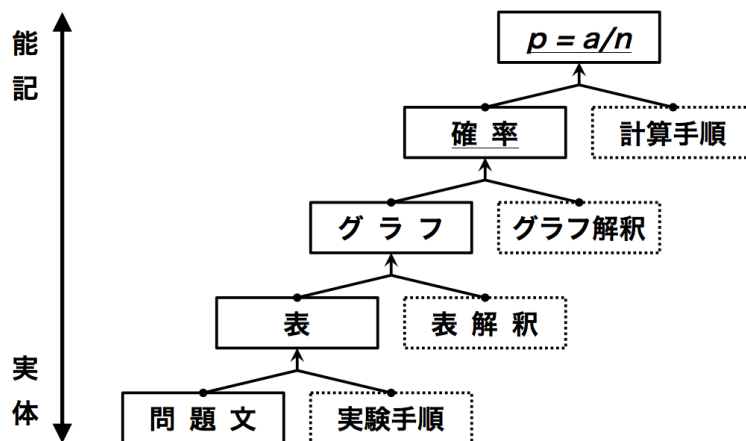 能記
p = a/n
確率
計算手順
グラフ
グラフ解釈
表
表解釈
実体
問題文
実験手順